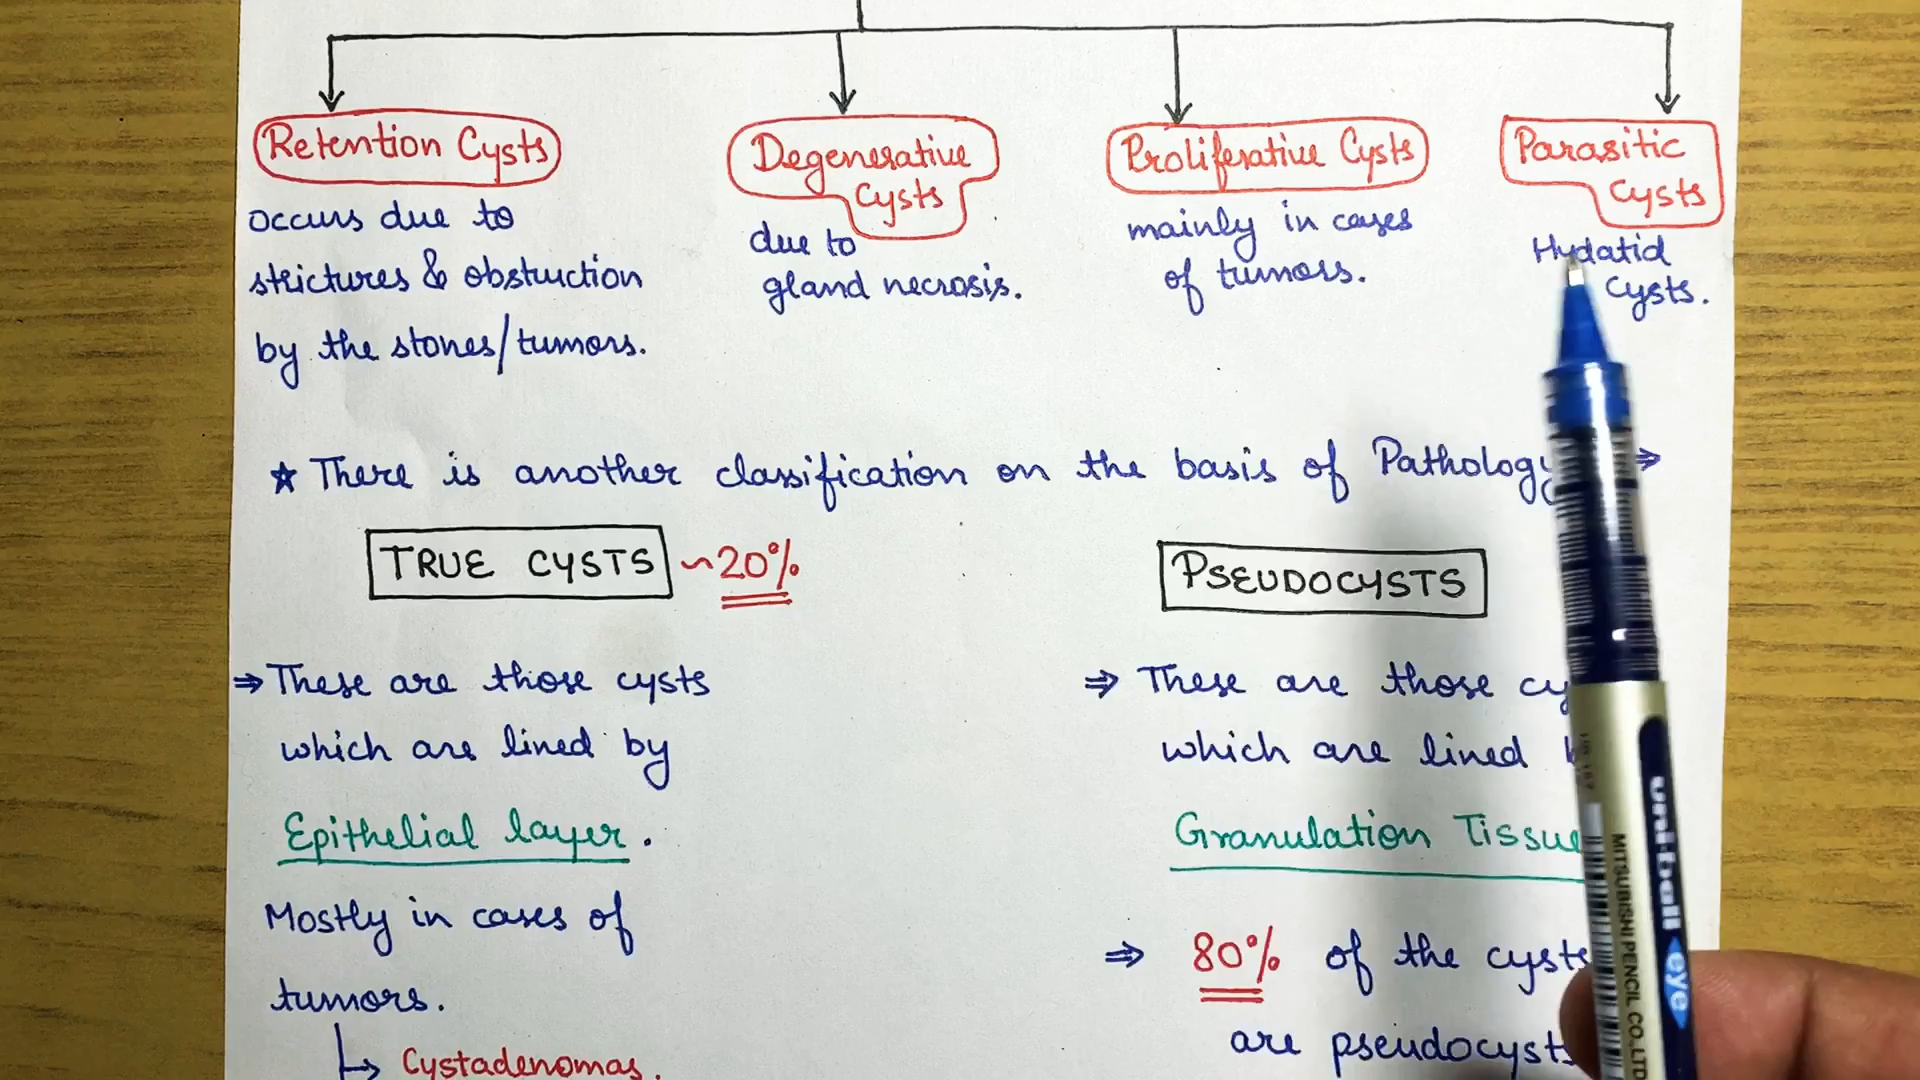 Retention Cysts
occurs due to
strictures & obstruction
by the stones/tumors.
Degenerative
Cysts
due to
gland necrosis.
Proliferative Cysts
mainly in cases
of tumors.
Parasitic
Cysts
Hydatid
Cysts.
★ There is another classification on the basis of Pathology ⇒
TRUE CYSTS ~20%
⇒ These are those cysts
which are lined by
Epithelial layer.
Mostly in cases of
tumors.
↳ Cystadenomas.
PSEUDOCYSTS
⇒ These are those
which are lined
Granulation Tissue
⇒ 80% of the cysts
are pseudocysts
uni-ball
eye
MITSUBISHI PENCIL CO., LTD